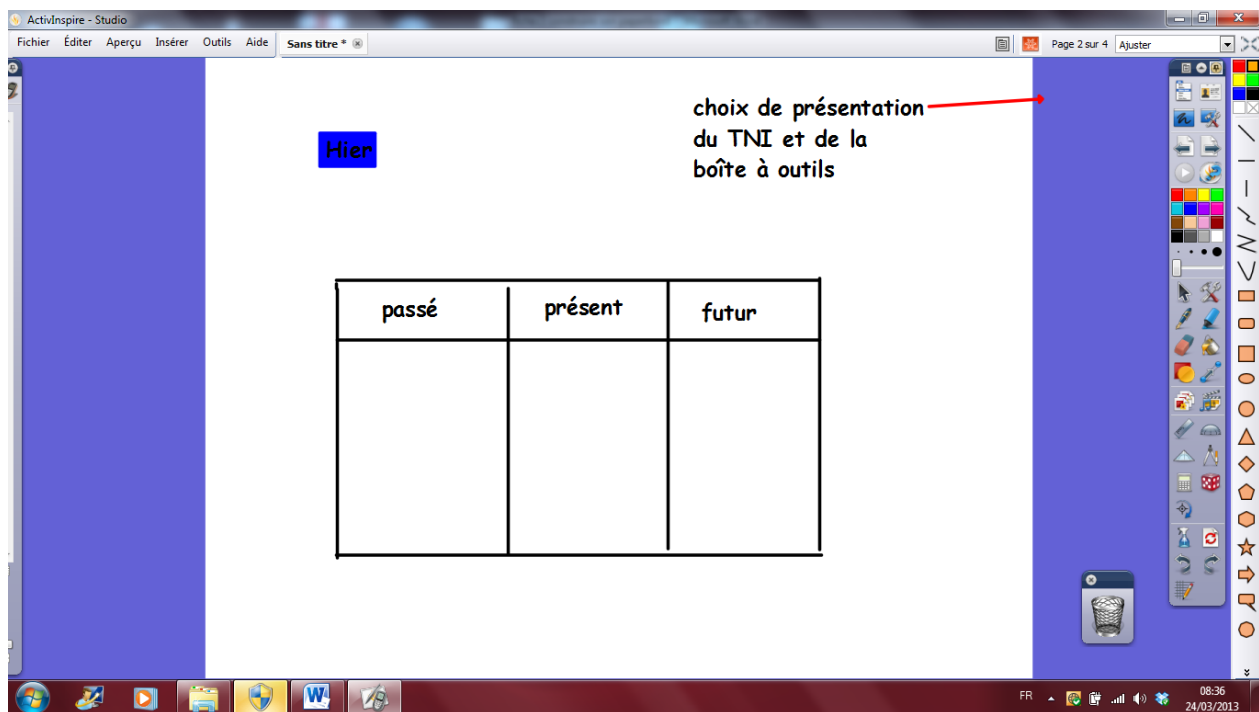 ActivInspire - Studio
Fichier Éditer Aperçu Insérer Outils Aide Sans titre * Page 2 sur 4 Ajuster
choix de présentation
du TNI et de la
boîte à outils
Hier
passé présent futur
FR 08:36
24/03/2013